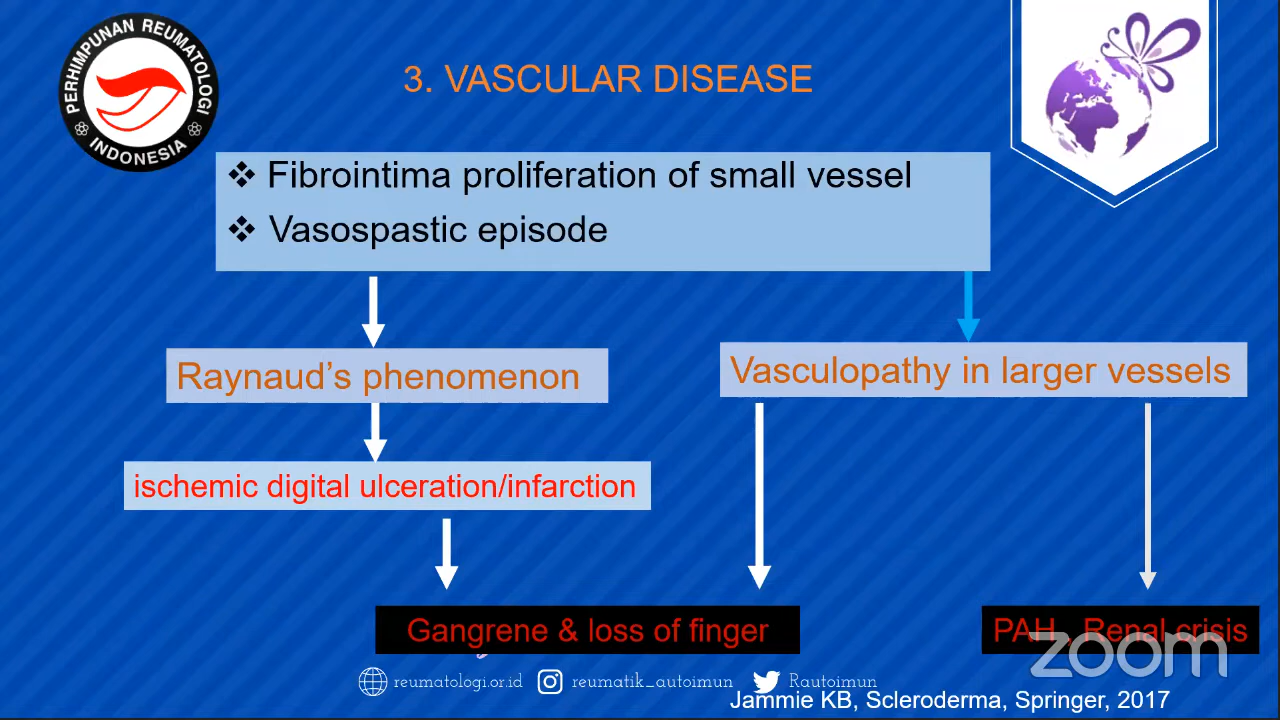 PERHIMPUNAN REUMATOLOGI
INDONESIA
3. VASCULAR DISEASE
❖ Fibrointima proliferation of small vessel
❖ Vasospastic episode
Raynaud’s phenomenon
Vasculopathy in larger vessels
ischemic digital ulceration/infarction
Gangrene & loss of finger
PAH , Renal crisis
zoom
reumatologi.or.id reumatik_autoimun Rautoimun
Jammie KB, Scleroderma, Springer, 2017